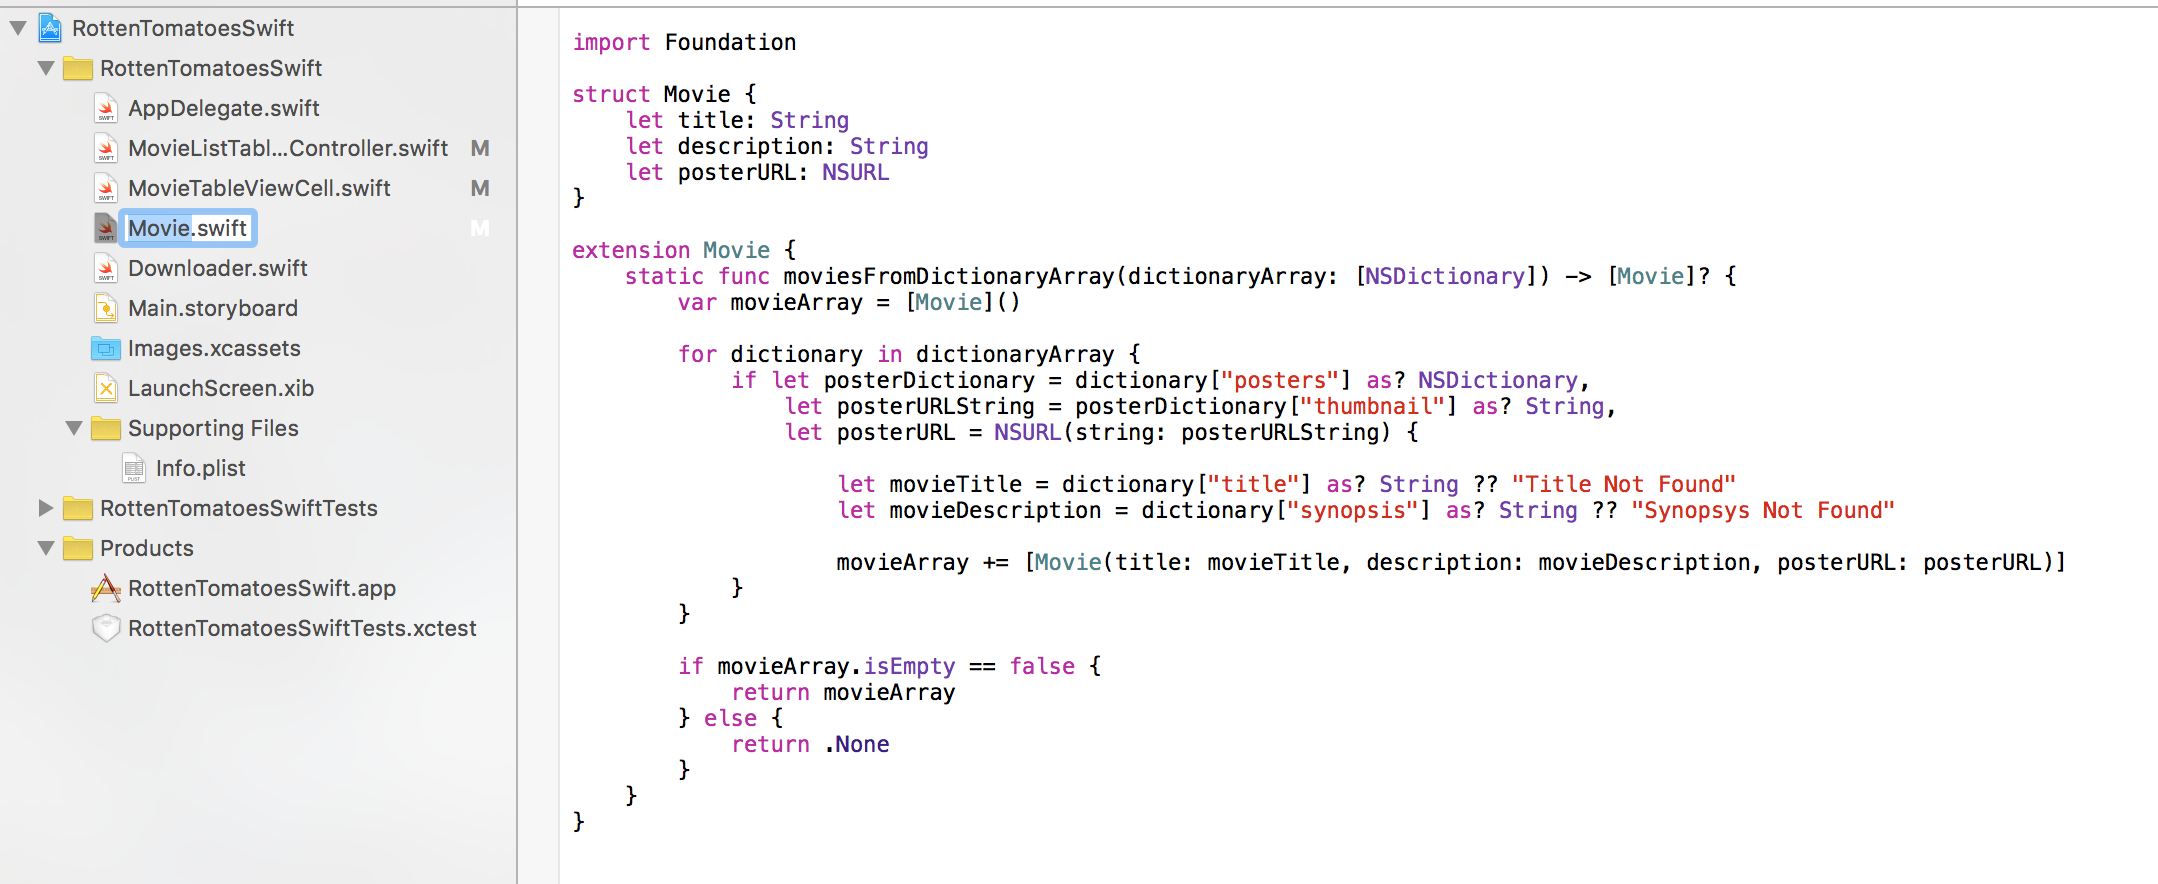 RottenTomatoesSwift
RottenTomatoesSwift
AppDelegate.swift
MovieListTabl...Controller.swift M
MovieTableViewCell.swift M
Movie.swift M
Downloader.swift
Main.storyboard
Images.xcassets
LaunchScreen.xib
Supporting Files
Info.plist
RottenTomatoesSwiftTests
Products
RottenTomatoesSwift.app
RottenTomatoesSwiftTests.xctest
import Foundation
struct Movie {
    let title: String
    let description: String
    let posterURL: NSURL
}
extension Movie {
    static func moviesFromDictionaryArray(dictionaryArray: [NSDictionary]) -> [Movie]? {
        var movieArray = [Movie]()
        for dictionary in dictionaryArray {
            if let posterDictionary = dictionary["posters"] as? NSDictionary,
                let posterURLString = posterDictionary["thumbnail"] as? String,
                let posterURL = NSURL(string: posterURLString) {
                    let movieTitle = dictionary["title"] as? String ?? "Title Not Found"
                    let movieDescription = dictionary["synopsis"] as? String ?? "Synopsys Not Found"
                    movieArray += [Movie(title: movieTitle, description: movieDescription, posterURL: posterURL)]
            }
        }
        if movieArray.isEmpty == false {
            return movieArray
        } else {
            return .None
        }
    }
}